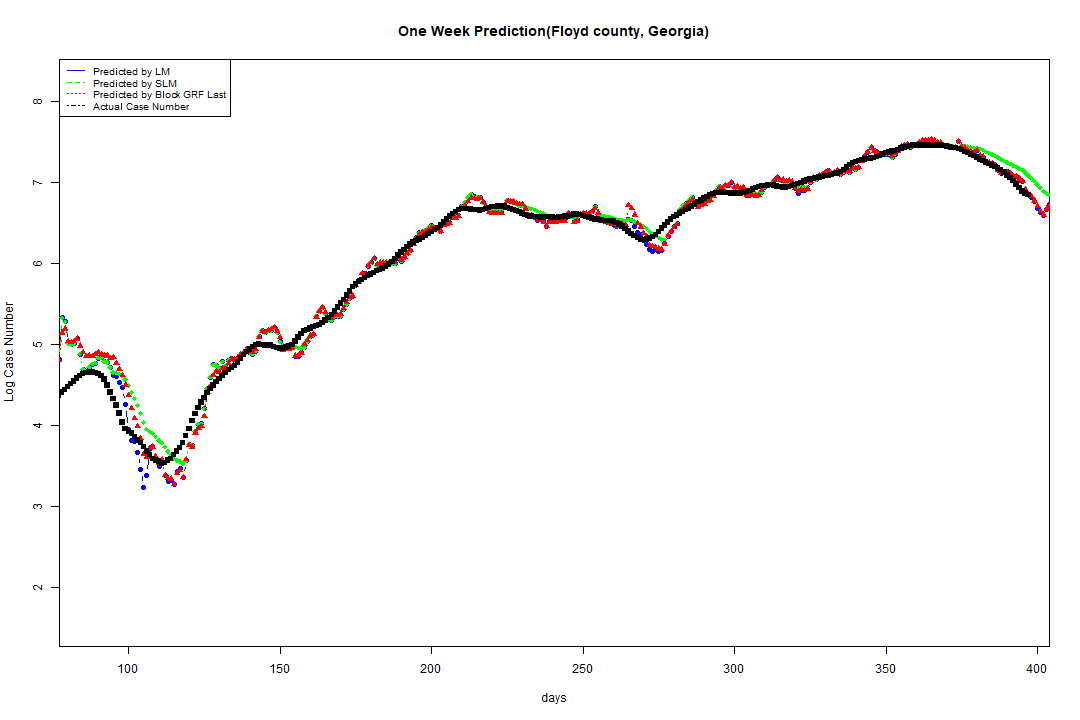 One Week Prediction(Floyd county, Georgia)
Predicted by LM
Predicted by SLM
Predicted by Block GRF Last
Actual Case Number
Log Case Number
8
7
6
5
4
3
2
100 150 200 250 300 350 400
days